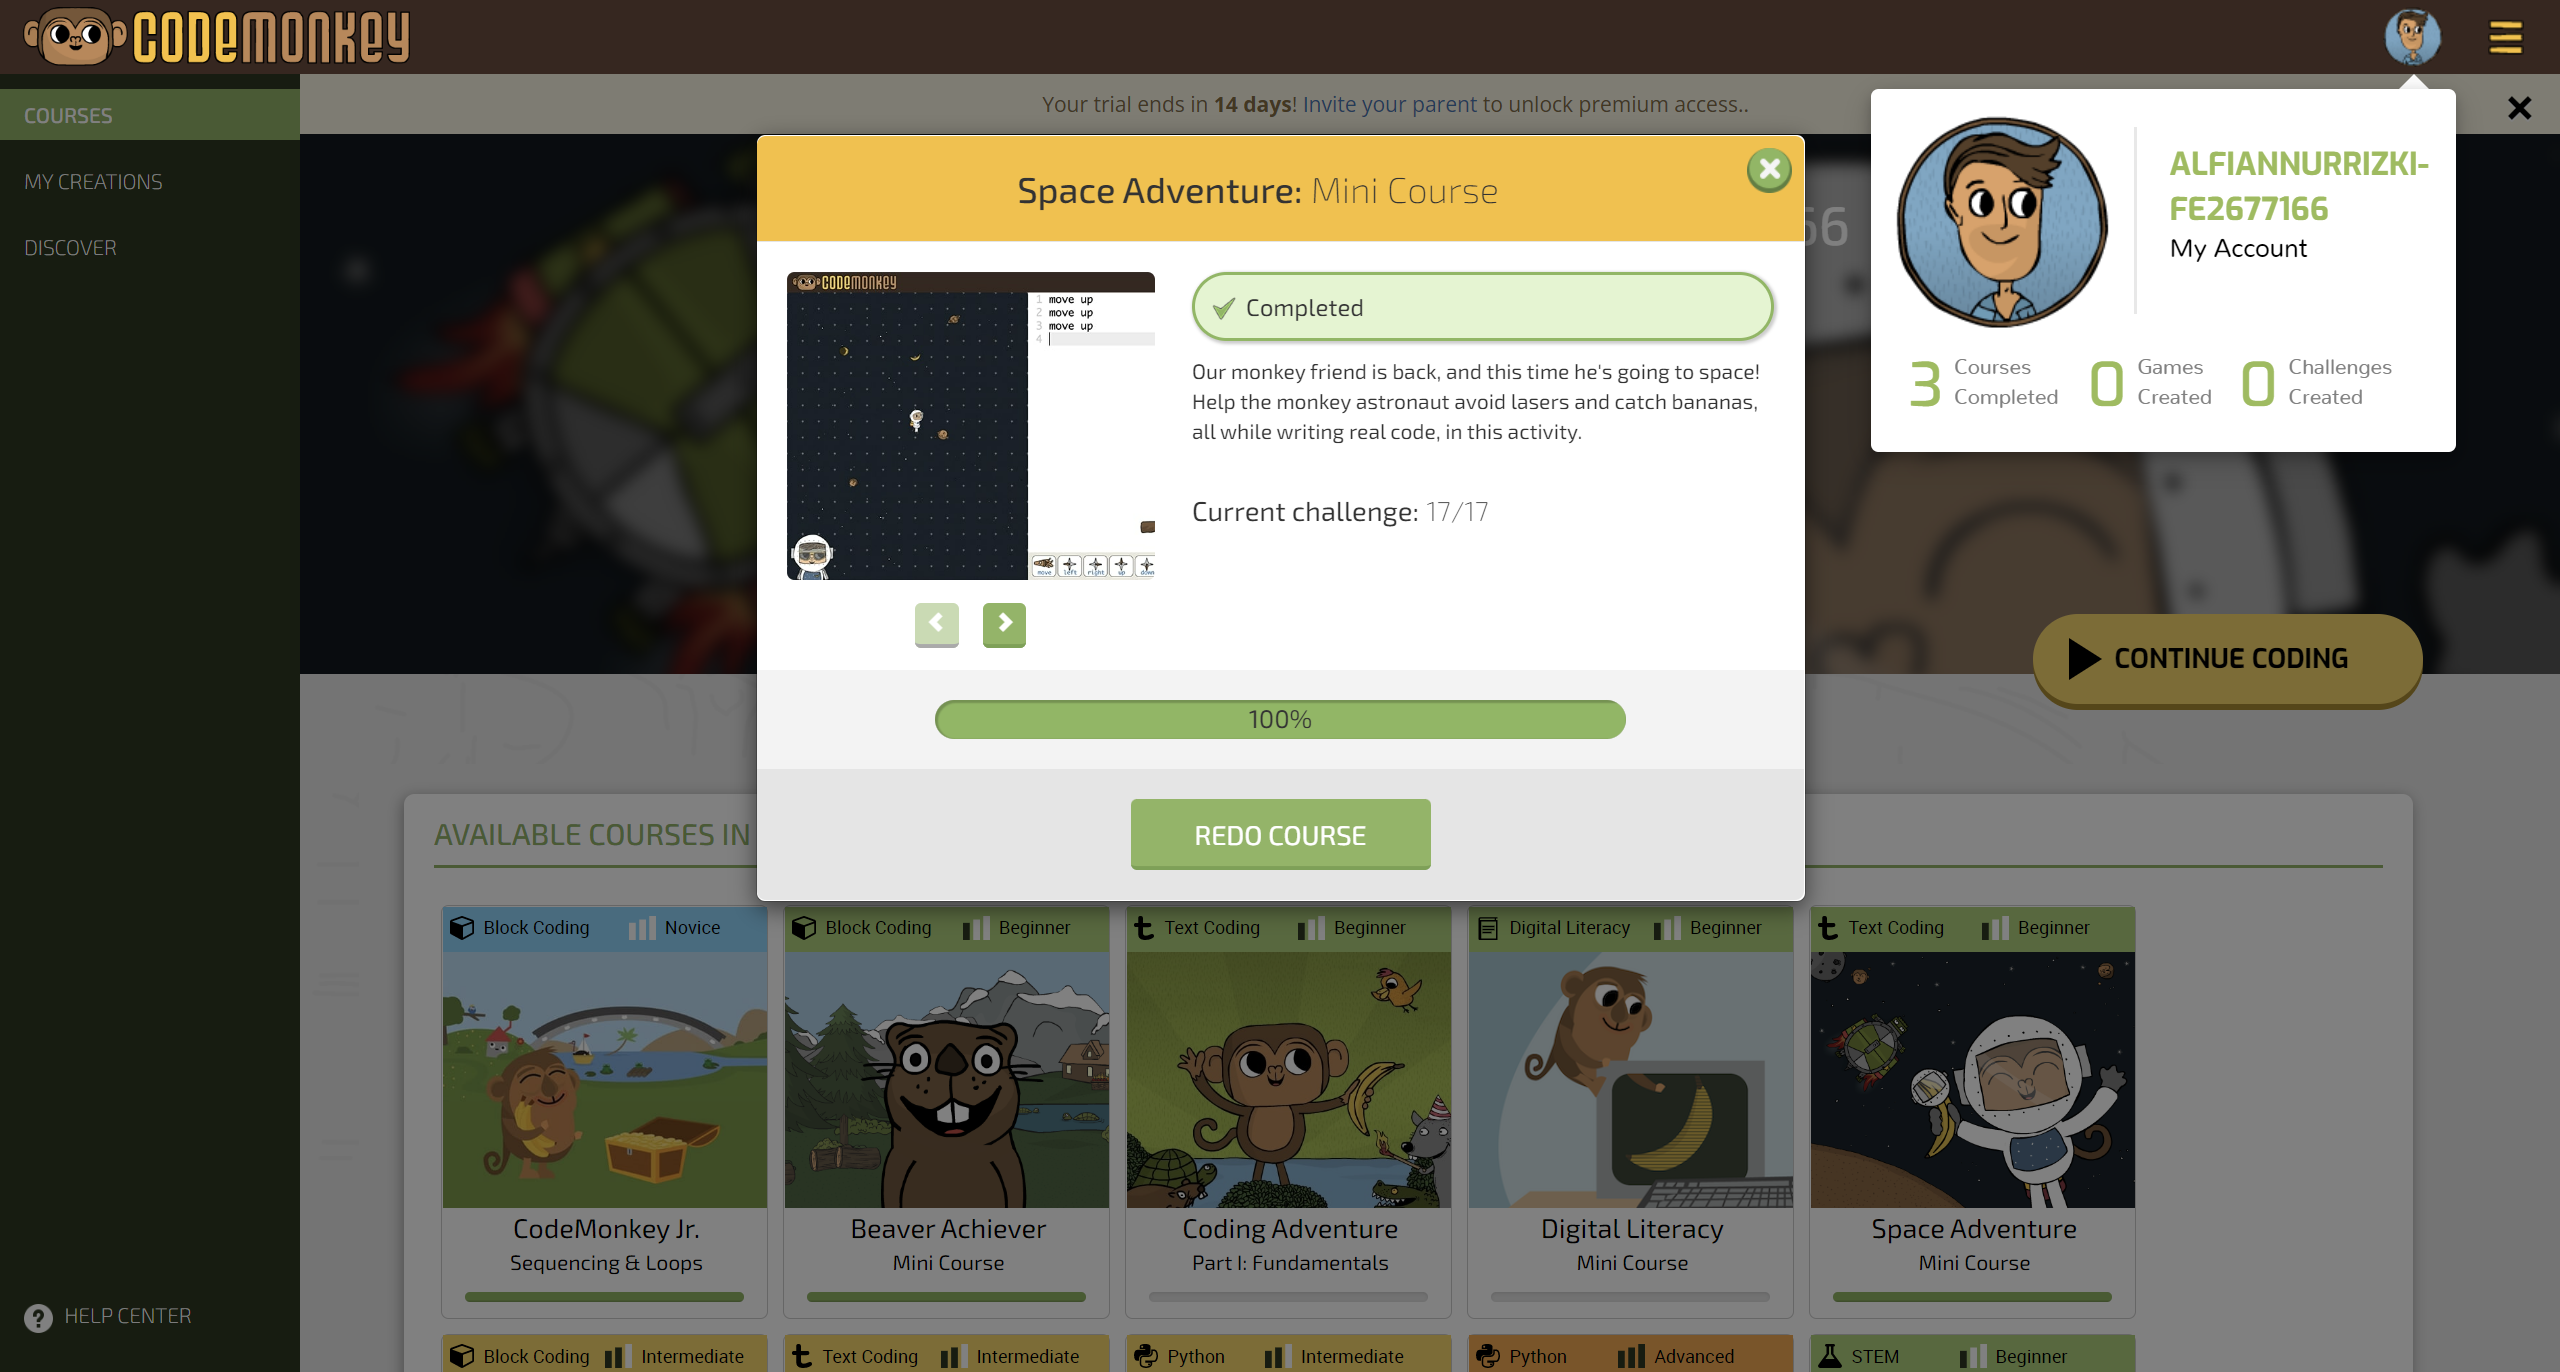 CODEMONKEY
COURSES
MY CREATIONS
DISCOVER
HELP CENTER
Your trial ends in 14 days! Invite your parent to unlock premium access..
Space Adventure: Mini Course
CODEMONKEY
1 move up
2 move up
3 move up
4
move left right up down
Completed
Our monkey friend is back, and this time he's going to space!
Help the monkey astronaut avoid lasers and catch bananas,
all while writing real code, in this activity.
Current challenge: 17/17
100%
REDO COURSE
66
ALFIANNURRIZKI-
FE2677166
My Account
3 Courses Completed
0 Games Created
0 Challenges Created
CONTINUE CODING
AVAILABLE COURSES IN
Block Coding Novice
CodeMonkey Jr.
Sequencing & Loops
Block Coding Beginner
Beaver Achiever
Mini Course
Text Coding Beginner
Coding Adventure
Part I: Fundamentals
Digital Literacy Beginner
Digital Literacy
Mini Course
Text Coding Beginner
Space Adventure
Mini Course
Block Coding Intermediate
Text Coding Intermediate
Python Intermediate
Python Advanced
STEM Beginner